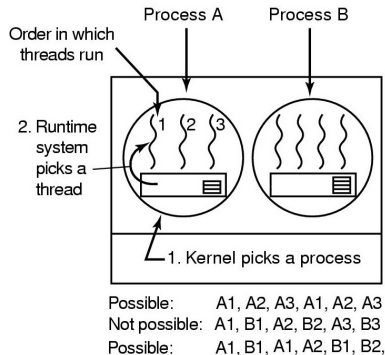 Process A
Process B
Order in which
threads run
1
2
3
2. Runtime
system
picks a
thread
1. Kernel picks a process
Possible: A1, A2, A3, A1, A2, A3
Not possible: A1, B1, A2, B2, A3, B3
Possible: A1, B1, A1, A2, B1, B2,